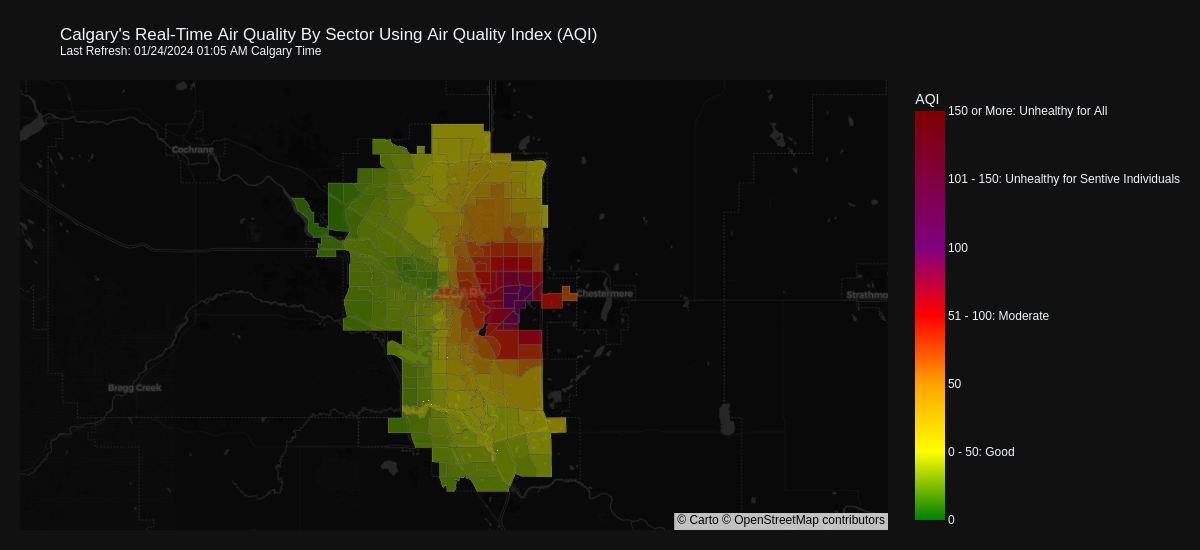 Calgary's Real-Time Air Quality By Sector Using Air Quality Index (AQI)
Last Refresh: 01/24/2024 01:05 AM Calgary Time
AQI
150 or More: Unhealthy for All
101 - 150: Unhealthy for Sentive Individuals
100
51 - 100: Moderate
50
0 - 50: Good
0
Cochrane
CALGARY
Chestermere
Strathmo
Bragg Creek
© Carto © OpenStreetMap contributors